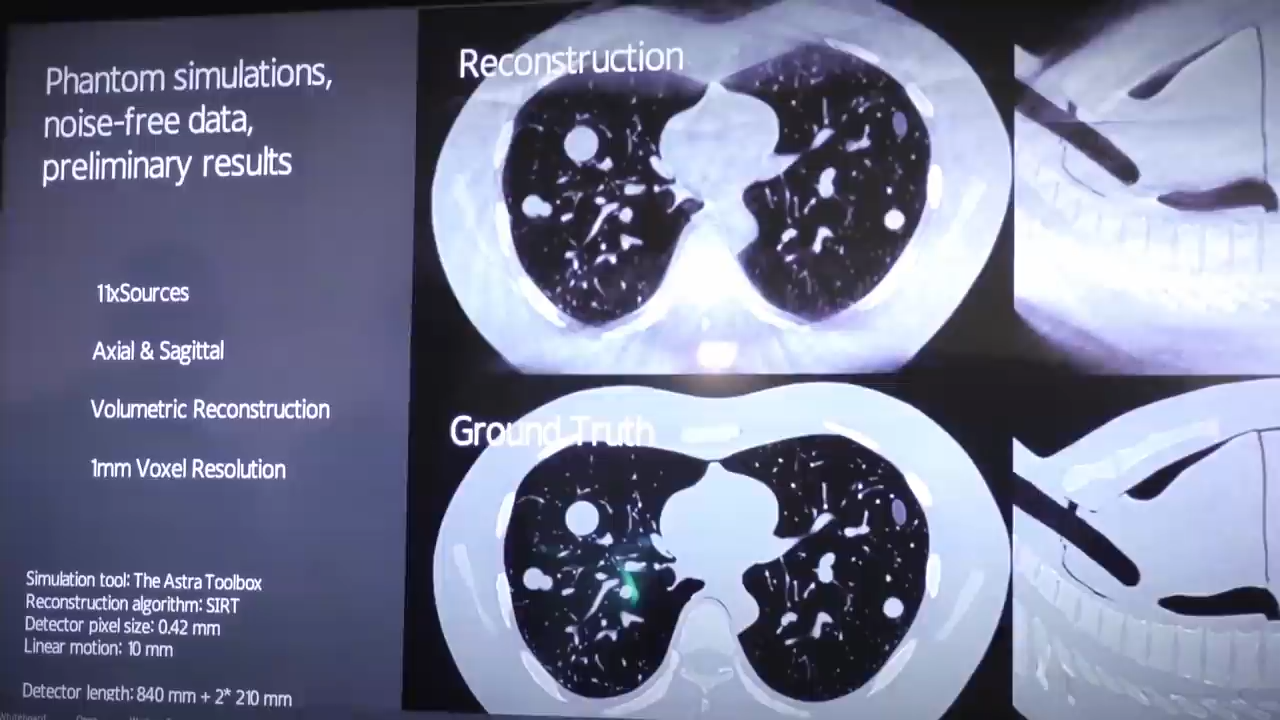 Phantom simulations,
noise-free data,
preliminary results
11xSources
Axial & Sagittal
Volumetric Reconstruction
1mm Voxel Resolution
Simulation tool: The Astra Toolbox
Reconstruction algorithm: SIRT
Detector pixel size: 0.42 mm
Linear motion: 10 mm
Detector length: 840 mm + 2* 210 mm
Reconstruction
Ground Truth